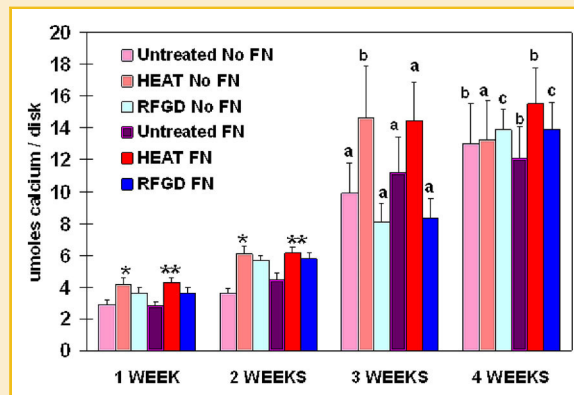 umoles calcium / disk
20
18
16
14
12
10
8
6
4
2
0
Untreated No FN
HEAT No FN
RFGD No FN
Untreated FN
HEAT FN
RFGD FN
* **
* **
a b a a a a
b a c b b c
1 WEEK 2 WEEKS 3 WEEKS 4 WEEKS